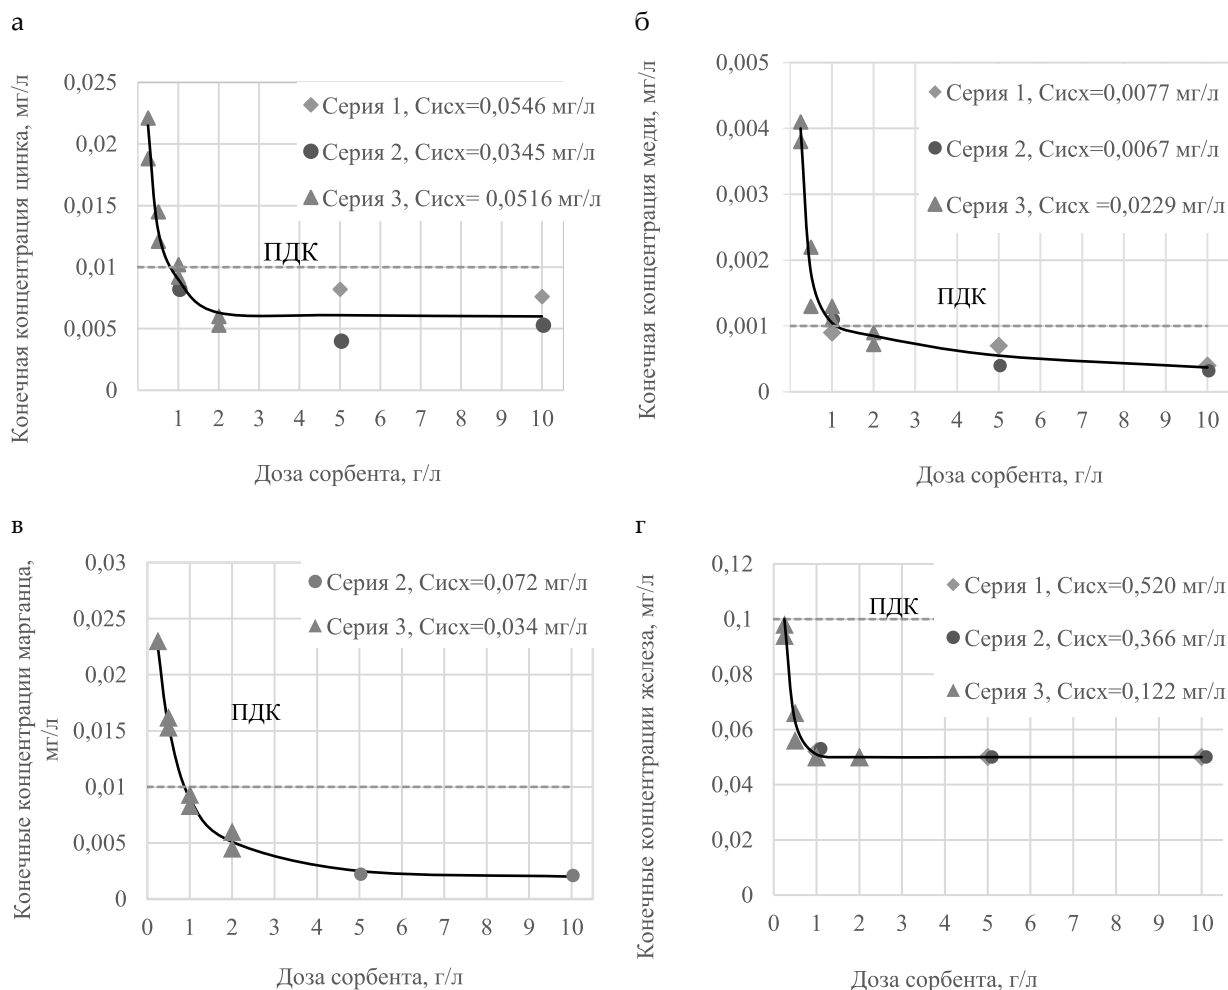 а
Конечная концентрация цинка, мг/л
0,025
0,02
0,015
0,01
0,005
0
Серия 1, Сисх=0,0546 мг/л
Серия 2, Сисх=0,0345 мг/л
Серия 3, Сисх= 0,0516 мг/л
ПДК
1 2 3 4 5 6 7 8 9 10
Доза сорбента, г/л
б
Конечная концентрация меди, мг/л
0,005
0,004
0,003
0,002
0,001
0
Серия 1, Сисх=0,0077 мг/л
Серия 2, Сисх=0,0067 мг/л
Серия 3, Сисх =0,0229 мг/л
ПДК
1 2 3 4 5 6 7 8 9 10
Доза сорбента, г/л
в
Конечные концентрации марганца,
мг/л
0,03
0,025
0,02
0,015
0,01
0,005
0
Серия 2, Сисх=0,072 мг/л
Серия 3, Сисх=0,034 мг/л
ПДК
0 1 2 3 4 5 6 7 8 9 10
Доза сорбента, г/л
г
Конечные концентрации железа, мг/л
0,12
0,1
0,08
0,06
0,04
0,02
0
Серия 1, Сисх=0,520 мг/л
Серия 2, Сисх=0,366 мг/л
Серия 3, Сисх=0,122 мг/л
ПДК
0 1 2 3 4 5 6 7 8 9 10
Доза сорбента, г/л